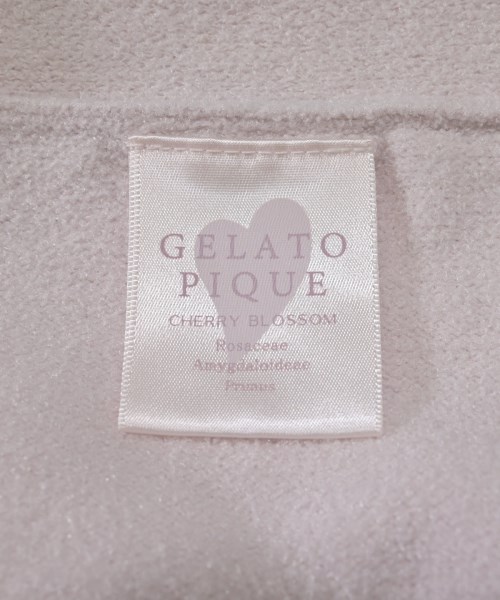 GELATO
PIQUE
CHERRY BLOSSOM
Rosaceae
Amygdaloideae
Prunus